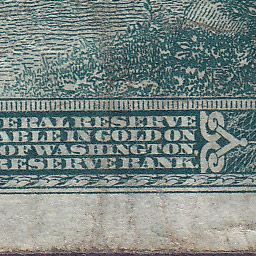 ERAL RESERVE
ABLE IN GOLD ON
OF WASHINGTON,
RESERVE BANK.